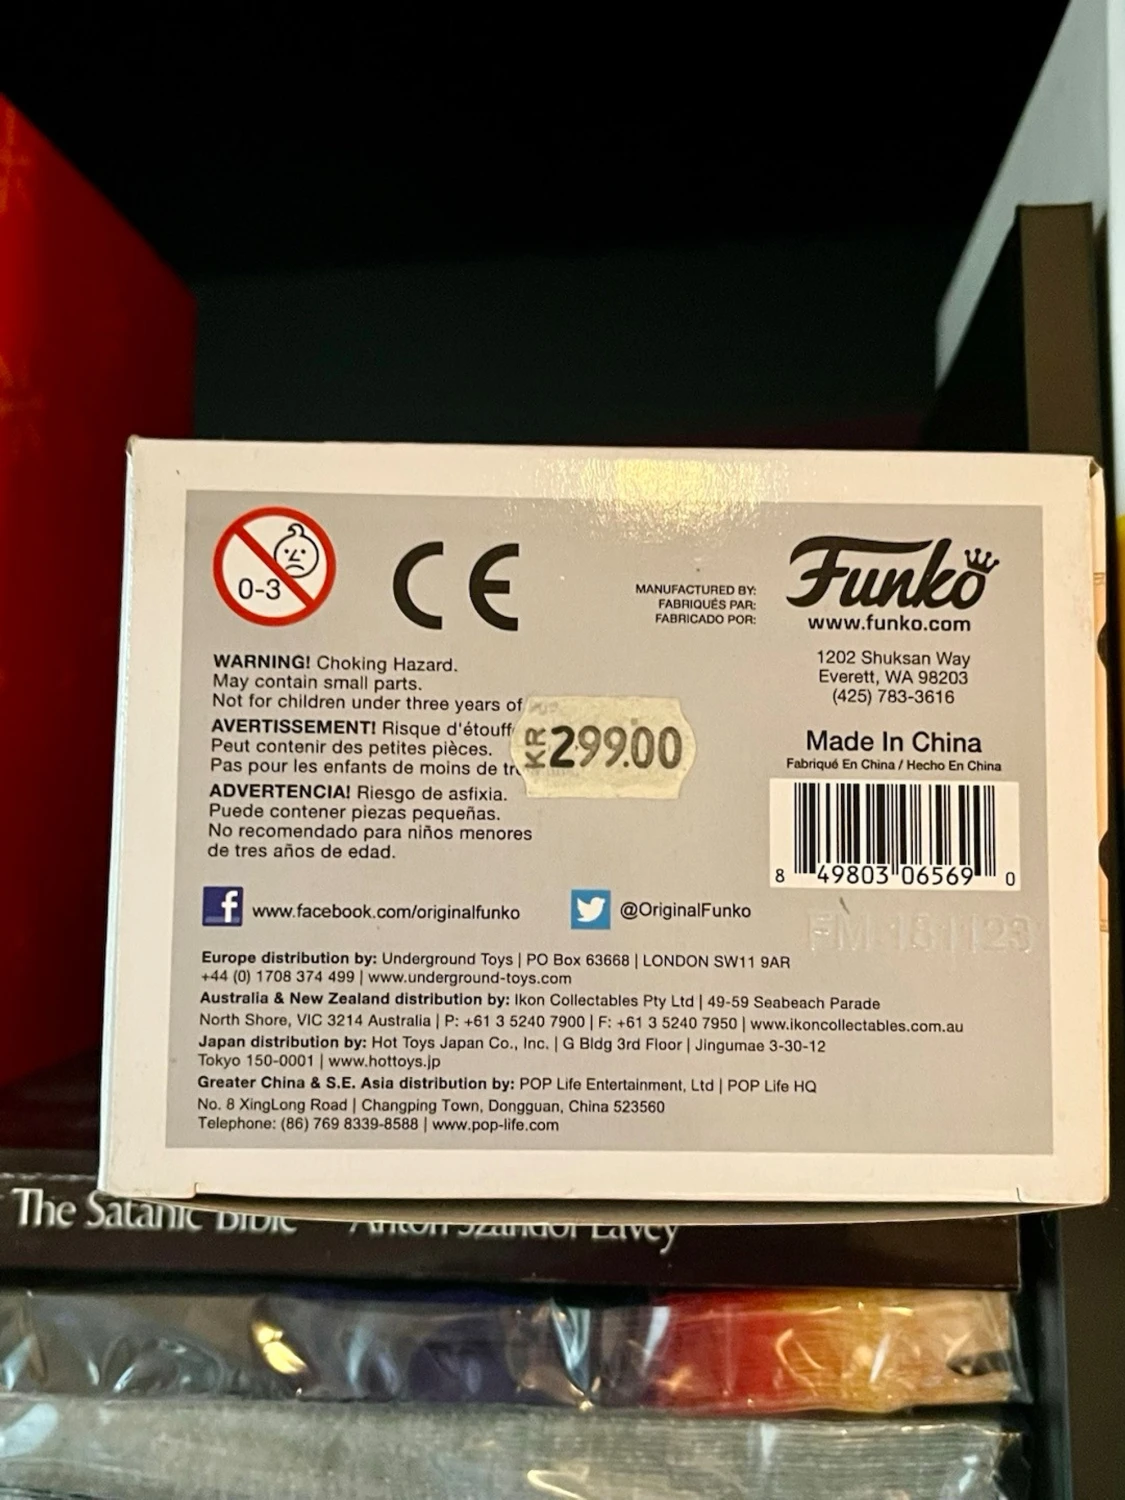 0-3
CE
MANUFACTURED BY:
FABRIQUÉS PAR:
FABRICADO POR:
Funko
www.funko.com
1202 Shuksan Way
Everett, WA 98203
(425) 783-3616
Made In China
Fabriqué En China / Hecho En China
8 49803 06569 0
FM-181123
WARNING! Choking Hazard.
May contain small parts.
Not for children under three years of
AVERTISSEMENT! Risque d'étouff
Peut contenir des petites pièces.
Pas pour les enfants de moins de tr
ADVERTENCIA! Riesgo de asfixia.
Puede contener piezas pequeñas.
No recomendado para niños menores
de tres años de edad.
KR 299.00
www.facebook.com/originalfunko
@OriginalFunko
Europe distribution by: Underground Toys | PO Box 63668 | LONDON SW11 9AR
+44 (0) 1708 374 499 | www.underground-toys.com
Australia & New Zealand distribution by: Ikon Collectables Pty Ltd | 49-59 Seabeach Parade
North Shore, VIC 3214 Australia | P: +61 3 5240 7900 | F: +61 3 5240 7950 | www.ikoncollectables.com.au
Japan distribution by: Hot Toys Japan Co., Inc. | G Bldg 3rd Floor | Jingumae 3-30-12
Tokyo 150-0001 | www.hottoys.jp
Greater China & S.E. Asia distribution by: POP Life Entertainment, Ltd | POP Life HQ
No. 8 XingLong Road | Changping Town, Dongguan, China 523560
Telephone: (86) 769 8339-8588 | www.pop-life.com
The Satanic Bible Anton Szandor Lavey